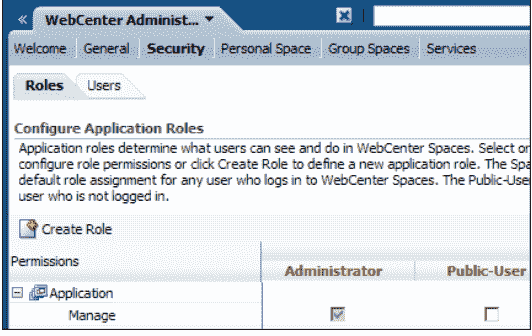 « WebCenter Administ...
Welcome General Security Personal Space Group Spaces Services
Roles Users
Configure Application Roles
Application roles determine what users can see and do in WebCenter Spaces. Select or
configure role permissions or click Create Role to define a new application role. The Spa
default role assignment for any user who logs in to WebCenter Spaces. The Public-Use
user who is not logged in.
Create Role
Permissions
Administrator Public-User
Application
Manage